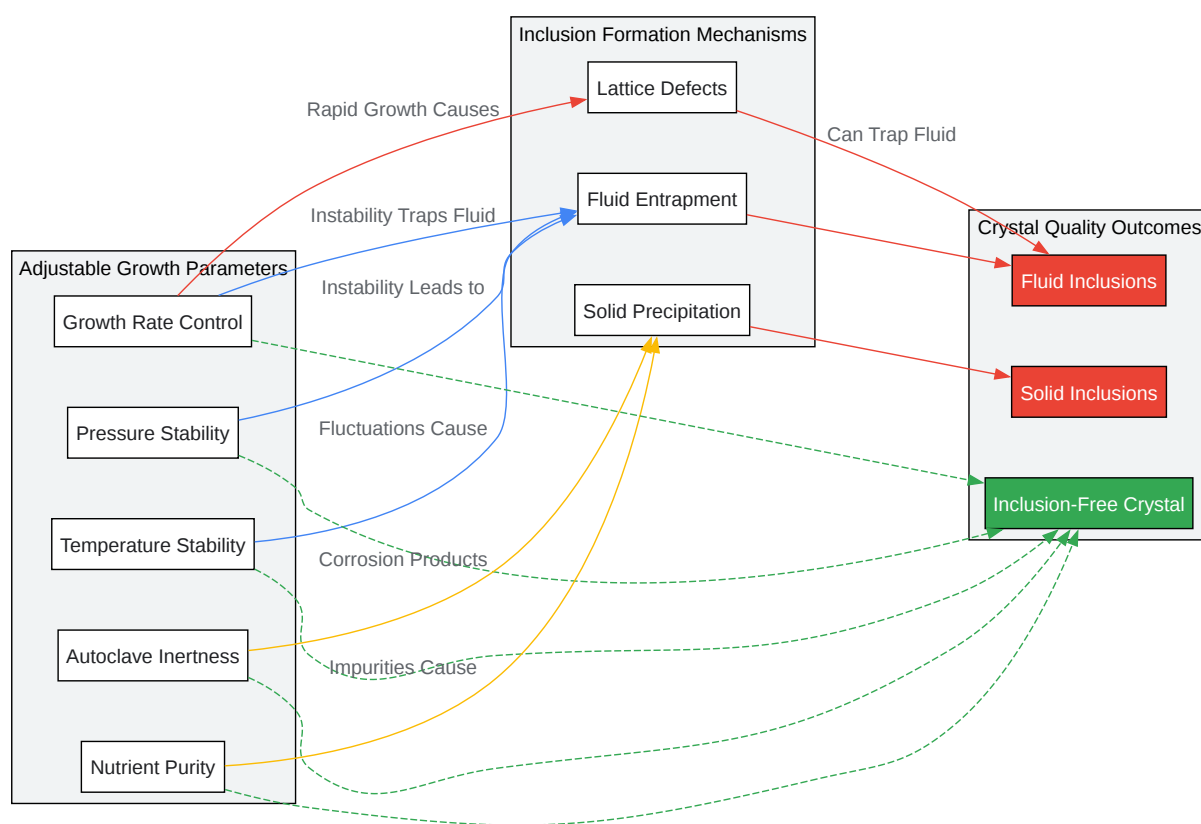 Inclusion Formation Mechanisms
Lattice Defects
Rapid Growth Causes
Can Trap Fluid
Fluid Entrapment
Instability Traps Fluid
Crystal Quality Outcomes
Adjustable Growth Parameters
Fluid Inclusions
Instability Leads to
Solid Precipitation
Growth Rate Control
Solid Inclusions
Pressure Stability
Fluctuations Cause
Inclusion-Free Crystal
Temperature Stability
Corrosion Products
Autoclave Inertness
Impurities Cause
Nutrient Purity